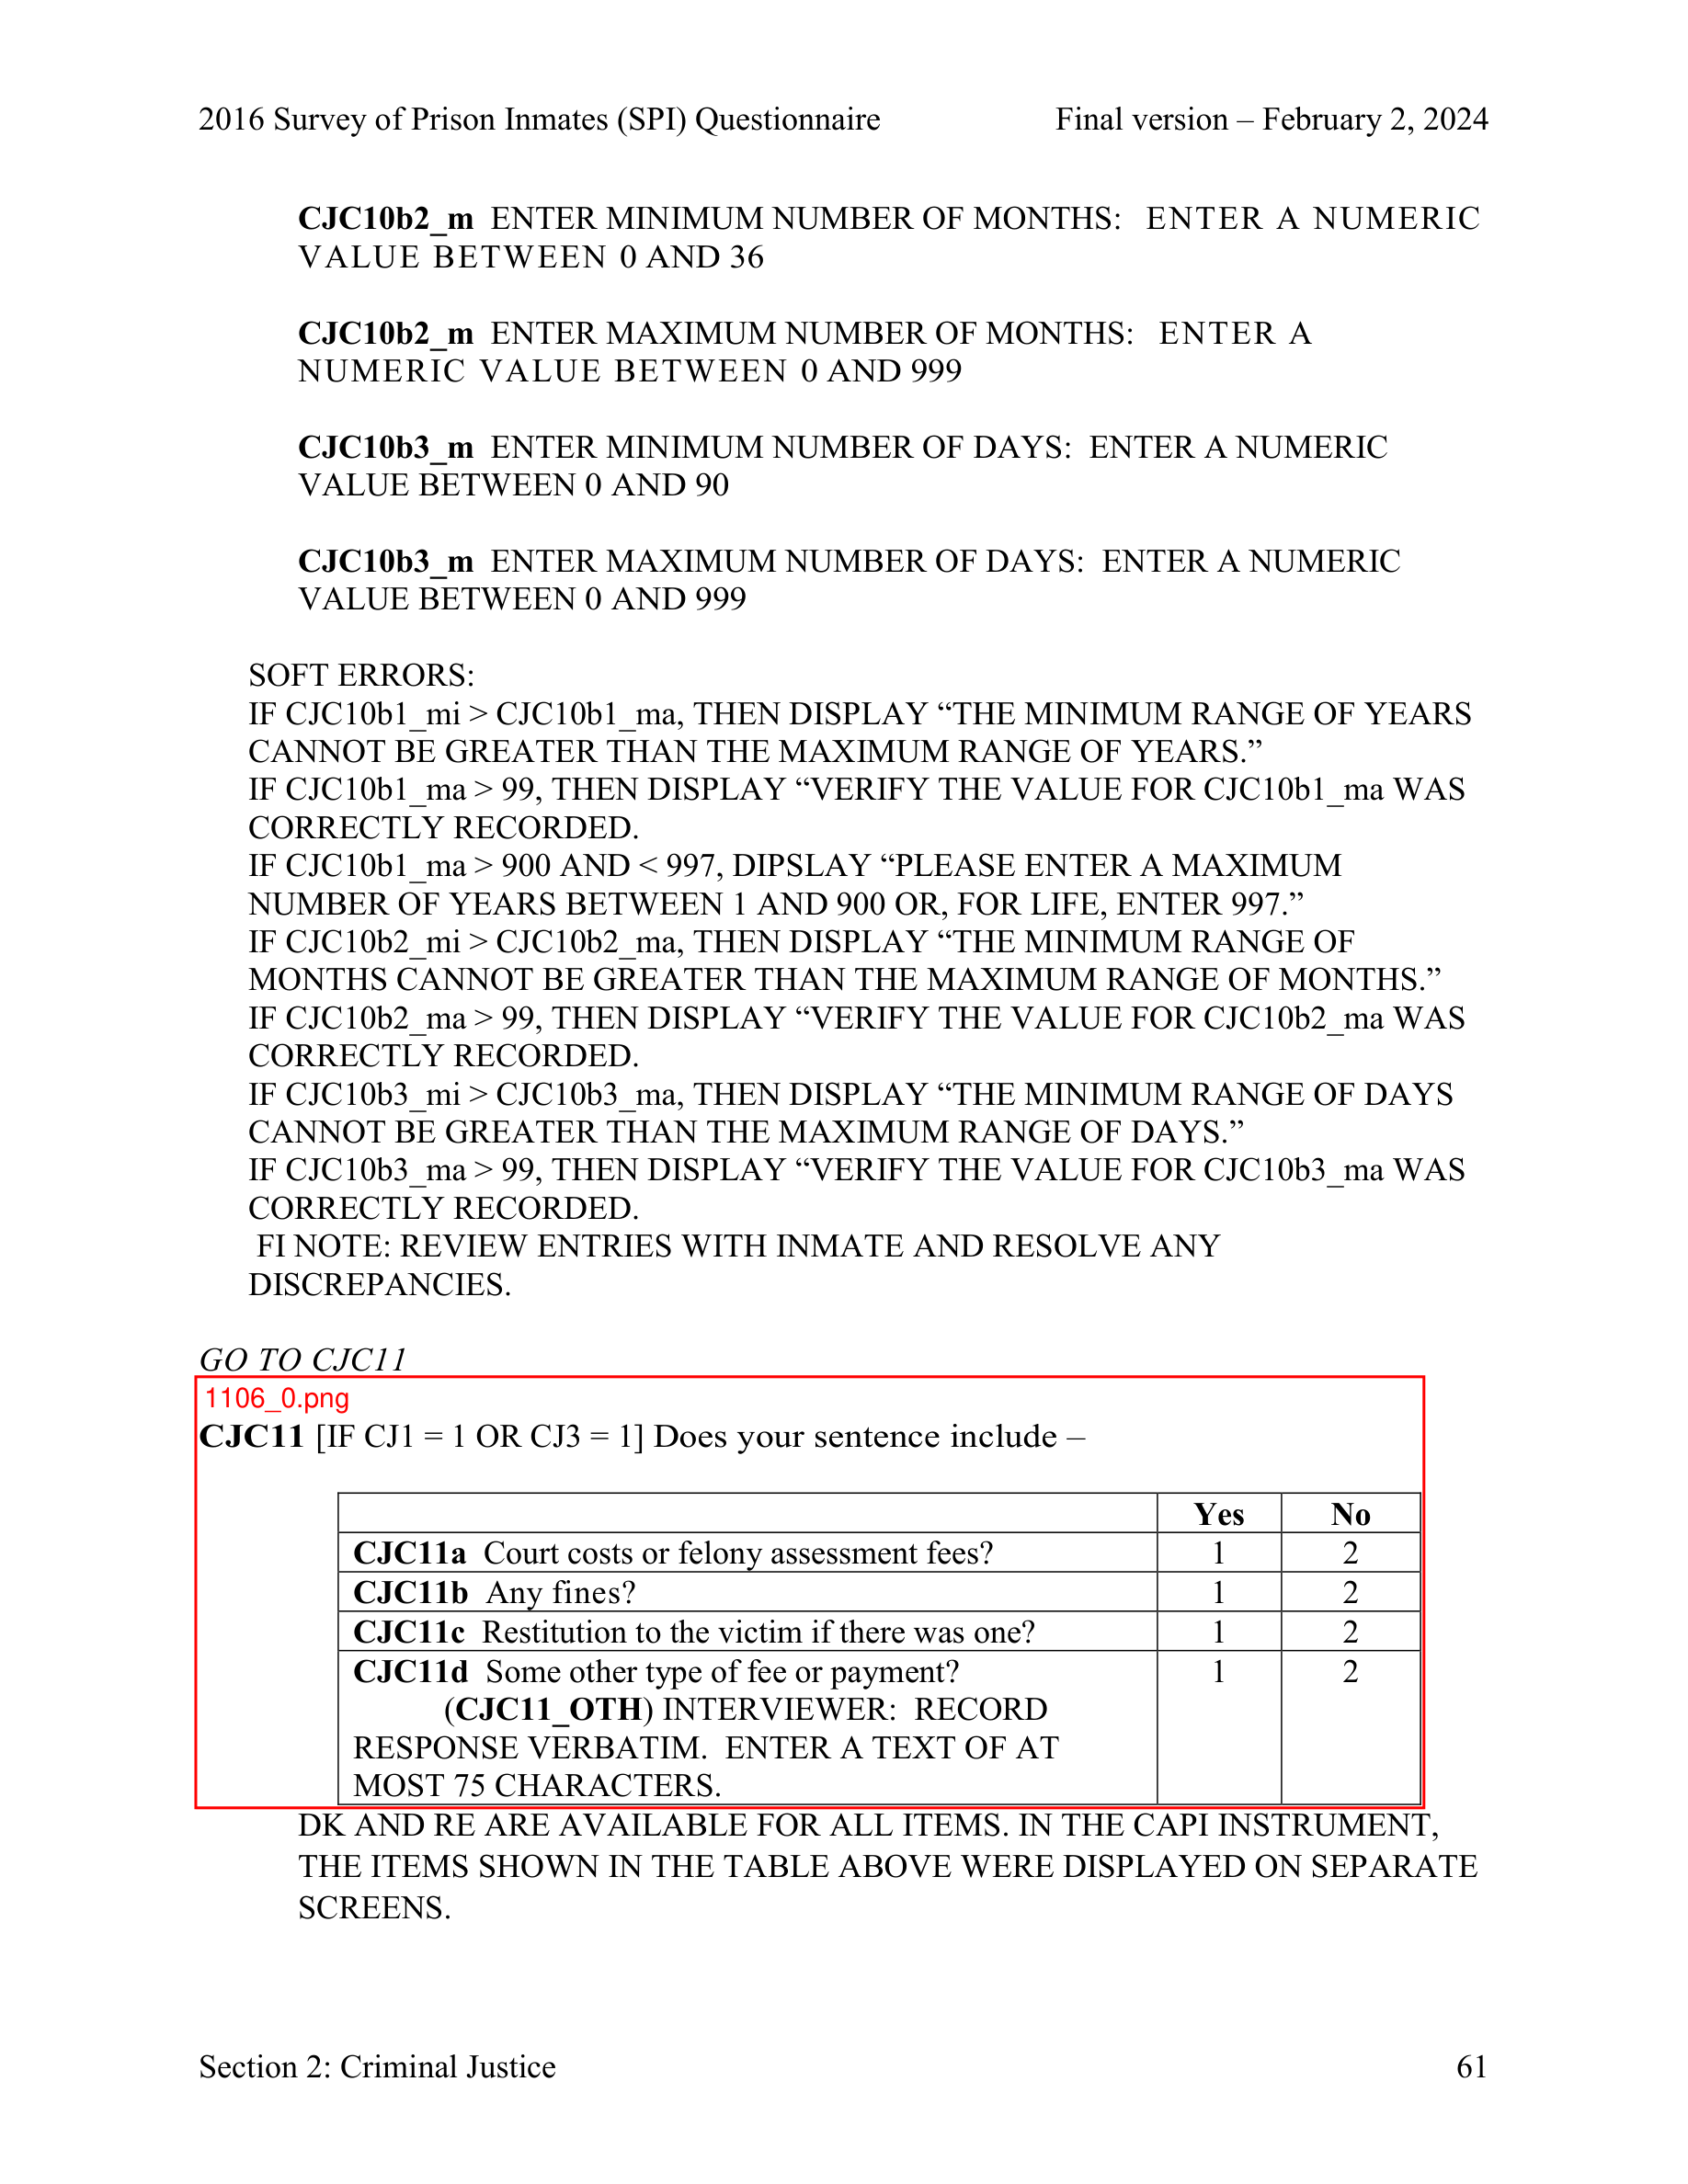 2016 Survey of Prison Inmates (SPI) Questionnaire Final version – February 2, 2024
CJC10b2_m ENTER MINIMUM NUMBER OF MONTHS: ENTER A NUMERIC
VALUE BETWEEN 0 AND 36
CJC10b2_m ENTER MAXIMUM NUMBER OF MONTHS: ENTER A
NUMERIC VALUE BETWEEN 0 AND 999
CJC10b3_m ENTER MINIMUM NUMBER OF DAYS: ENTER A NUMERIC
VALUE BETWEEN 0 AND 90
CJC10b3_m ENTER MAXIMUM NUMBER OF DAYS: ENTER A NUMERIC
VALUE BETWEEN 0 AND 999
SOFT ERRORS:
IF CJC10b1_mi > CJC10b1_ma, THEN DISPLAY “THE MINIMUM RANGE OF YEARS
CANNOT BE GREATER THAN THE MAXIMUM RANGE OF YEARS.”
IF CJC10b1_ma > 99, THEN DISPLAY “VERIFY THE VALUE FOR CJC10b1_ma WAS
CORRECTLY RECORDED.
IF CJC10b1_ma > 900 AND < 997, DIPSLAY “PLEASE ENTER A MAXIMUM
NUMBER OF YEARS BETWEEN 1 AND 900 OR, FOR LIFE, ENTER 997.”
IF CJC10b2_mi > CJC10b2_ma, THEN DISPLAY “THE MINIMUM RANGE OF
MONTHS CANNOT BE GREATER THAN THE MAXIMUM RANGE OF MONTHS.”
IF CJC10b2_ma > 99, THEN DISPLAY “VERIFY THE VALUE FOR CJC10b2_ma WAS
CORRECTLY RECORDED.
IF CJC10b3_mi > CJC10b3_ma, THEN DISPLAY “THE MINIMUM RANGE OF DAYS
CANNOT BE GREATER THAN THE MAXIMUM RANGE OF DAYS.”
IF CJC10b3_ma > 99, THEN DISPLAY “VERIFY THE VALUE FOR CJC10b3_ma WAS
CORRECTLY RECORDED.
FI NOTE: REVIEW ENTRIES WITH INMATE AND RESOLVE ANY
DISCREPANCIES.
GO TO CJC11
1106_0.png
CJC11 [IF CJ1 = 1 OR CJ3 = 1] Does your sentence include –
Yes No
CJC11a Court costs or felony assessment fees? 1 2
CJC11b Any fines? 1 2
CJC11c Restitution to the victim if there was one? 1 2
CJC11d Some other type of fee or payment? 1 2
(CJC11_OTH) INTERVIEWER: RECORD
RESPONSE VERBATIM. ENTER A TEXT OF AT
MOST 75 CHARACTERS.
DK AND RE ARE AVAILABLE FOR ALL ITEMS. IN THE CAPI INSTRUMENT,
THE ITEMS SHOWN IN THE TABLE ABOVE WERE DISPLAYED ON SEPARATE
SCREENS.
Section 2: Criminal Justice 61